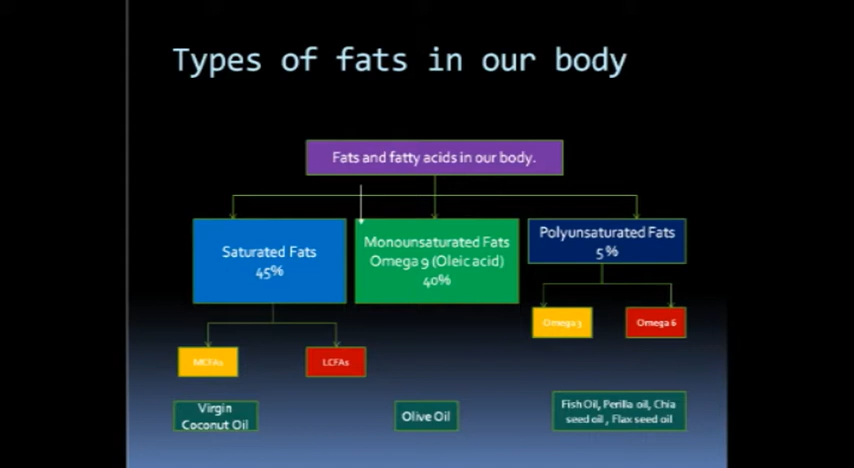 Types of fats in our body
Fats and fatty acids in our body.
Saturated Fats
45%
Monounsaturated Fats
Omega 9 (Oleic acid)
40%
Polyunsaturated Fats
5 %
Omega 3
Omega 6
MCFAs
LCFAs
Virgin
Coconut Oil
Olive Oil
Fish Oil, Perilla oil, Chia
seed oil , Flax seed oil